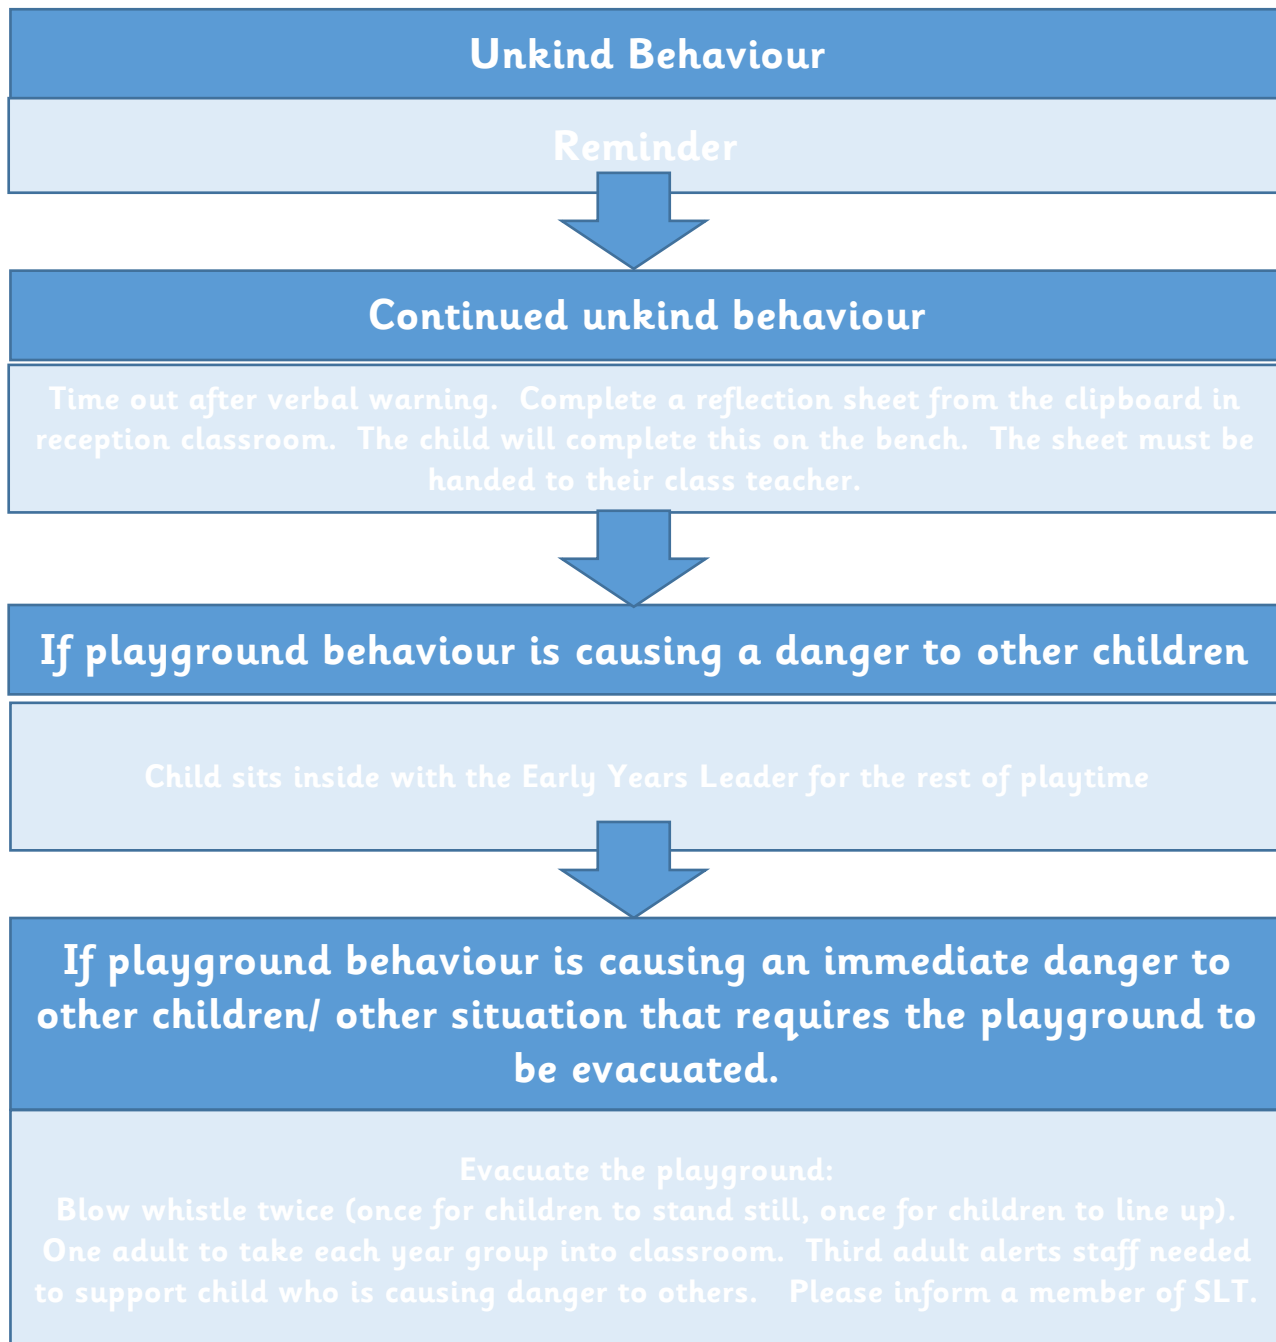 Unkind Behaviour
Reminder
Continued unkind behaviour
Time out after verbal warning.  Complete a reflection sheet from the clipboard in
reception classroom.  The child will complete this on the bench.  The sheet must be
handed to their class teacher.
If playground behaviour is causing a danger to other children
Child sits inside with the Early Years Leader for the rest of playtime
If playground behaviour is causing an immediate danger to
other children/ other situation that requires the playground to
be evacuated.
Evacuate the playground:
Blow whistle twice (once for children to stand still, once for children to line up).
One adult to take each year group into classroom.  Third adult alerts staff needed
to support child who is causing danger to others.   Please inform a member of SLT.